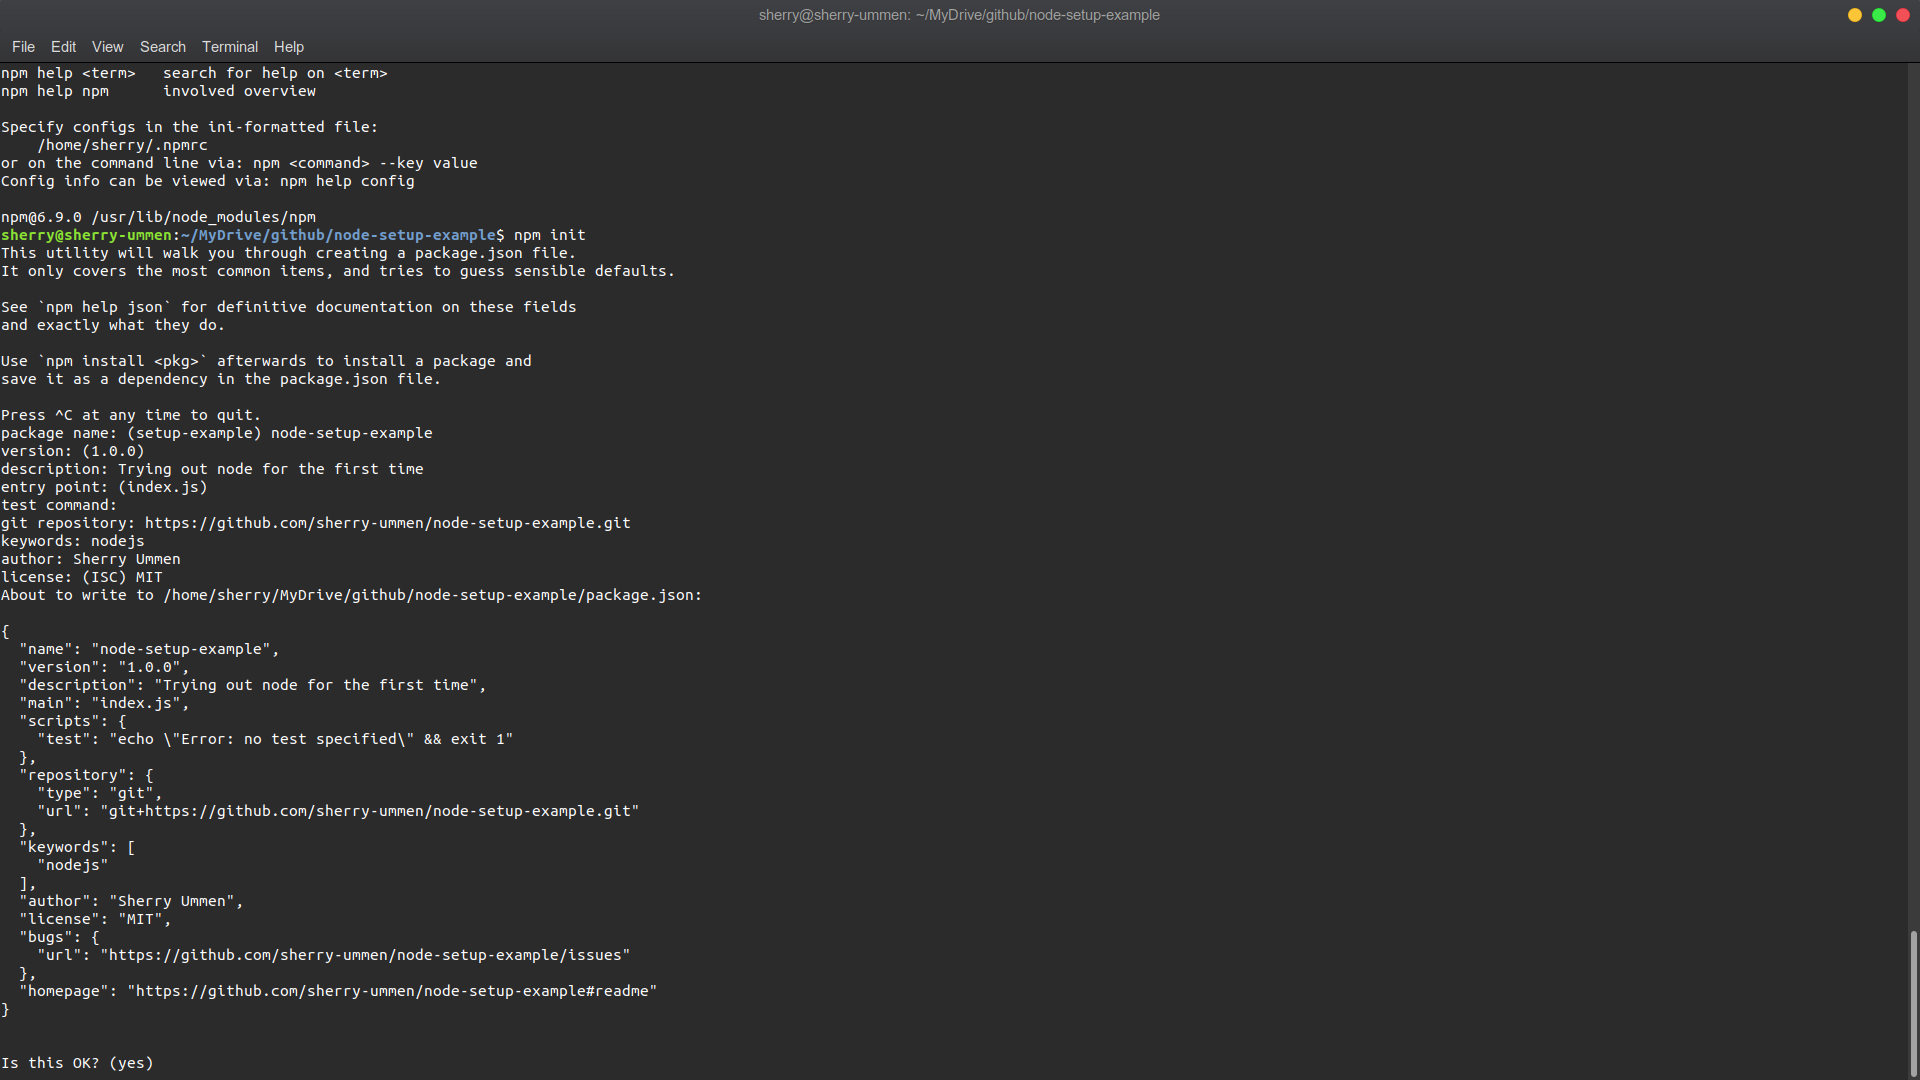 sherry@sherry-ummen: ~/MyDrive/github/node-setup-example
File Edit View Search Terminal Help
npm help <term>   search for help on <term>
npm help npm      involved overview

Specify configs in the ini-formatted file:
    /home/sherry/.npmrc
or on the command line via: npm <command> --key value
Config info can be viewed via: npm help config

npm@6.9.0 /usr/lib/node_modules/npm
sherry@sherry-ummen:~/MyDrive/github/node-setup-example$ npm init
This utility will walk you through creating a package.json file.
It only covers the most common items, and tries to guess sensible defaults.

See `npm help json` for definitive documentation on these fields
and exactly what they do.

Use `npm install <pkg>` afterwards to install a package and
save it as a dependency in the package.json file.

Press ^C at any time to quit.
package name: (setup-example) node-setup-example
version: (1.0.0)
description: Trying out node for the first time
entry point: (index.js)
test command:
git repository: https://github.com/sherry-ummen/node-setup-example.git
keywords: nodejs
author: Sherry Ummen
license: (ISC) MIT
About to write to /home/sherry/MyDrive/github/node-setup-example/package.json:

{
  "name": "node-setup-example",
  "version": "1.0.0",
  "description": "Trying out node for the first time",
  "main": "index.js",
  "scripts": {
    "test": "echo \"Error: no test specified\" && exit 1"
  },
  "repository": {
    "type": "git",
    "url": "git+https://github.com/sherry-ummen/node-setup-example.git"
  },
  "keywords": [
    "nodejs"
  ],
  "author": "Sherry Ummen",
  "license": "MIT",
  "bugs": {
    "url": "https://github.com/sherry-ummen/node-setup-example/issues"
  },
  "homepage": "https://github.com/sherry-ummen/node-setup-example#readme"
}


Is this OK? (yes)